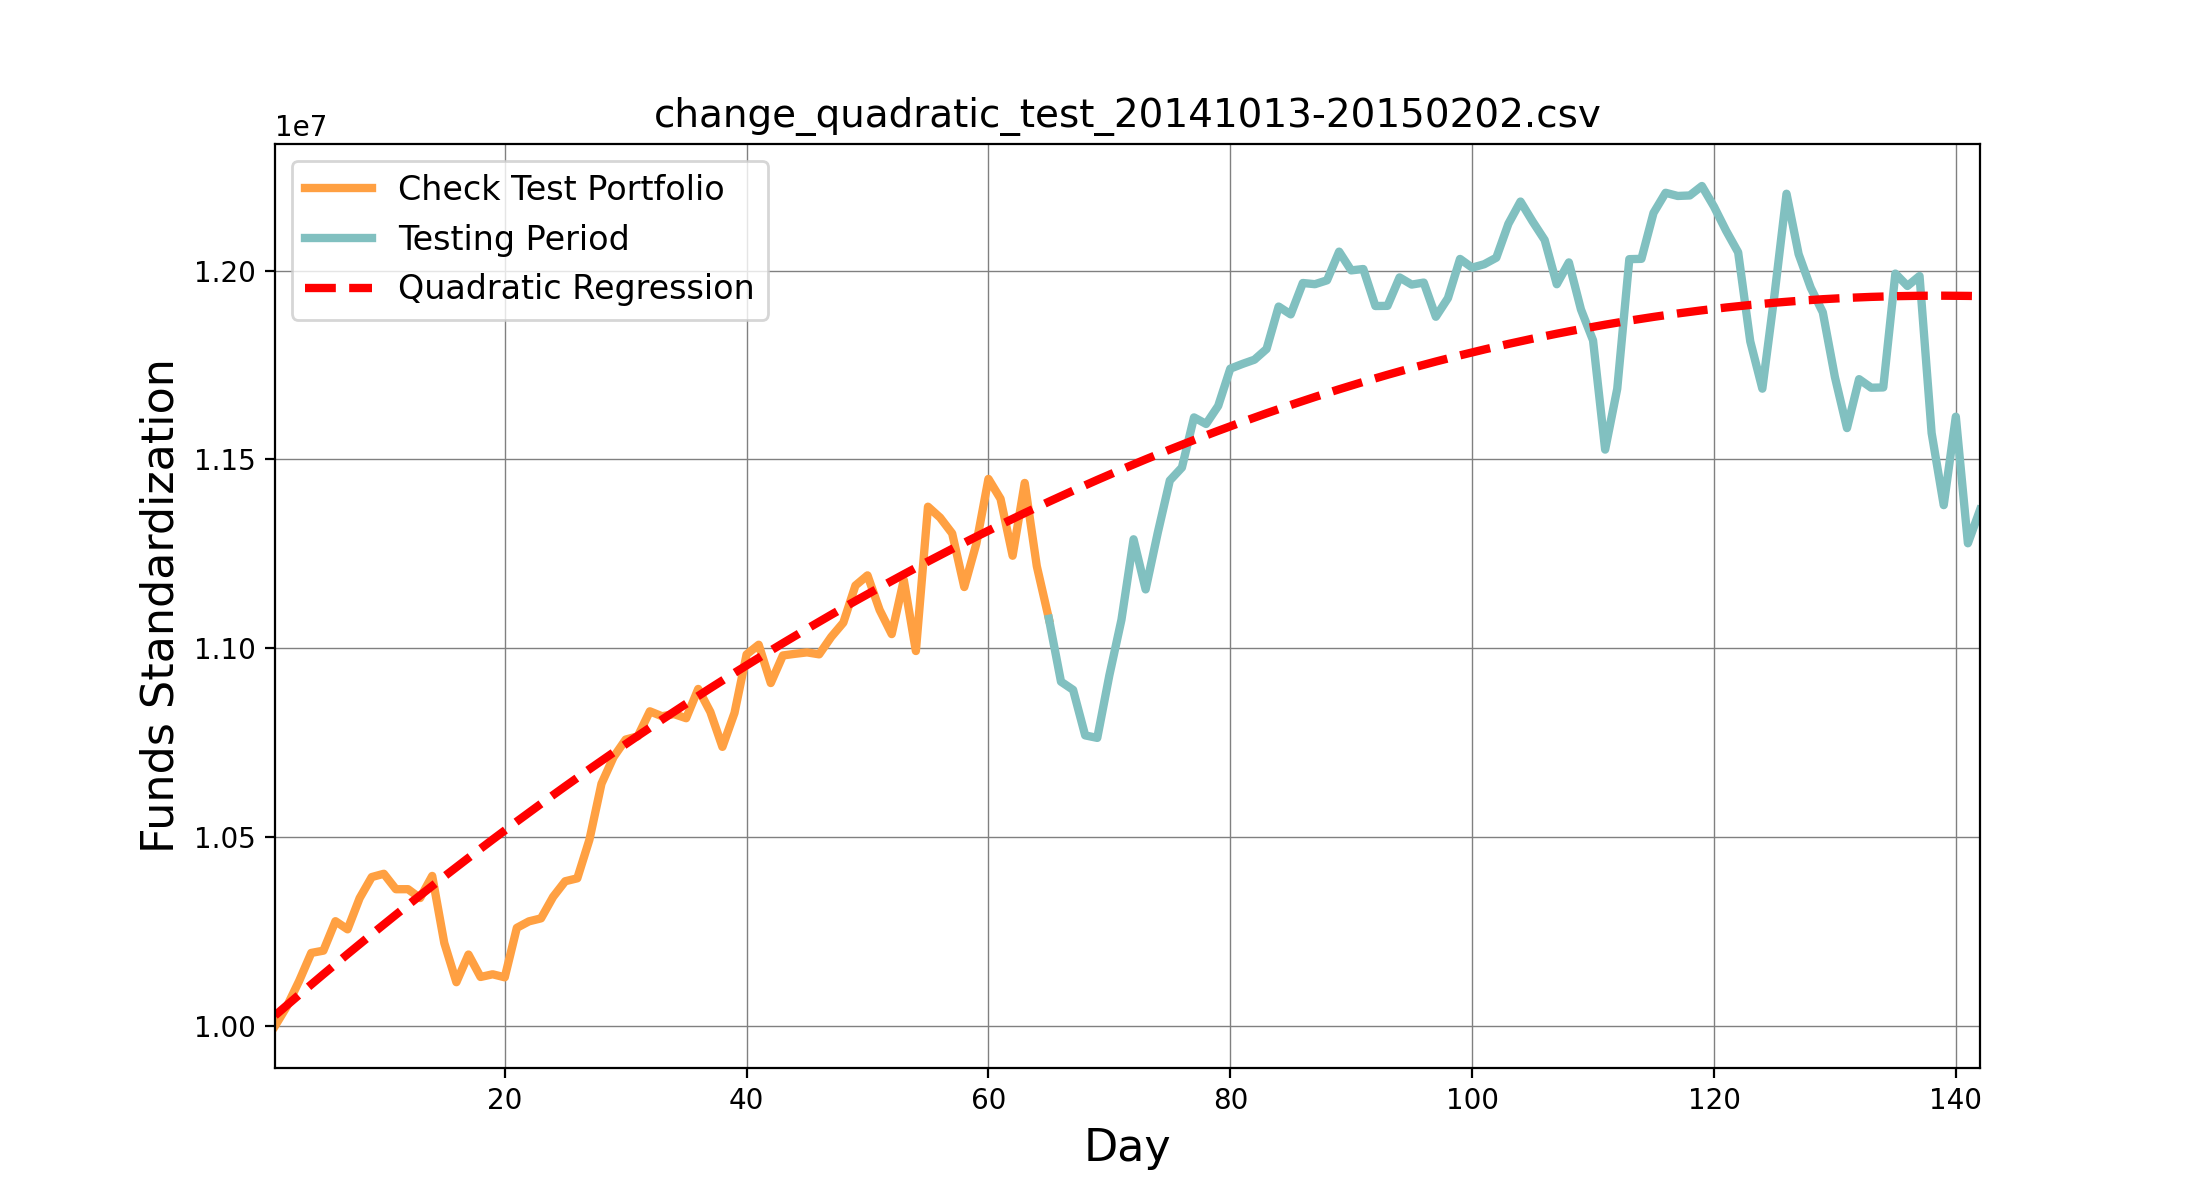 change_quadratic_test_20141013-20150202.csv
1e7
Check Test Portfolio
Testing Period
Quadratic Regression
Funds Standardization
1.20
1.15
1.10
1.05
1.00
20 40 60 80 100 120 140
Day